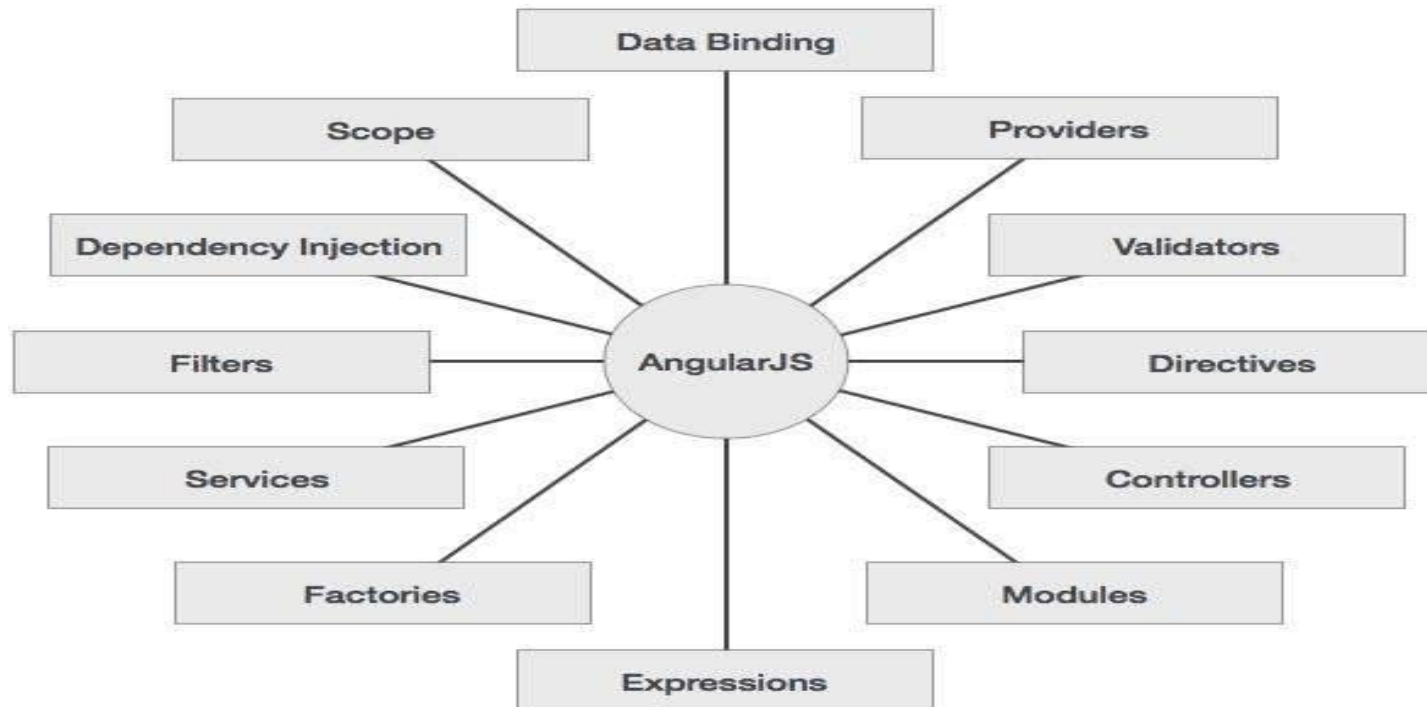 Data Binding
Scope
Providers
Dependency Injection
Validators
Filters
AngularJS
Directives
Services
Controllers
Factories
Modules
Expressions